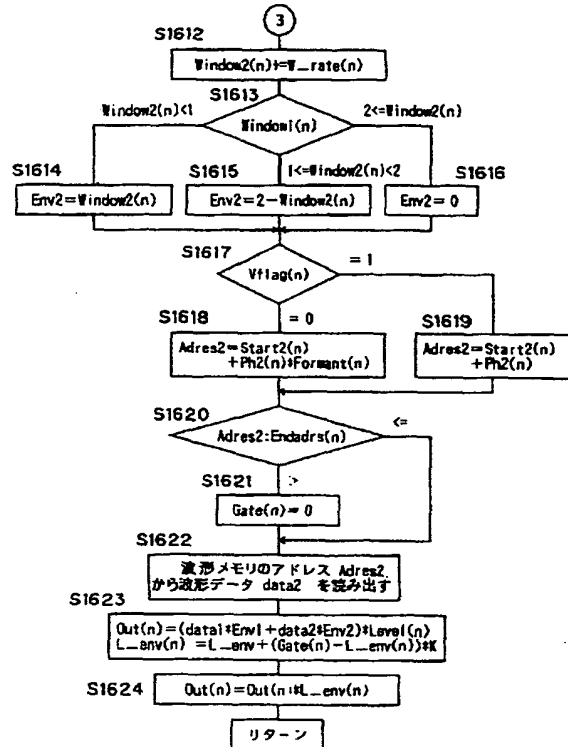 3
S1612
Window2(n)+=W_rate(n)
S1613
Window1(n)
Window2(n)<1
2<=Window2(n)
1<=Window2(n)<2
S1614
Env2=Window2(n)
S1615
Env2=2-Window2(n)
S1616
Env2=0
S1617
Vflag(n)
=1
=0
S1618
Adres2=Start2(n)
+Ph2(n)*Formant(n)
S1619
Adres2=Start2(n)
+Ph2(n)
S1620
Adres2:Endadrs(n)
<=
>
S1621
Gate(n)=0
S1622
波形メモリのアドレス Adres2
から波形データ data2 を読み出す
S1623
Out(n)=(data1*Env1+data2*Env2)*Level(n)
L_env(n)=L_env+(Gate(n)-L_env(n))*K
S1624
Out(n)=Out(n)*L_env(n)
リターン